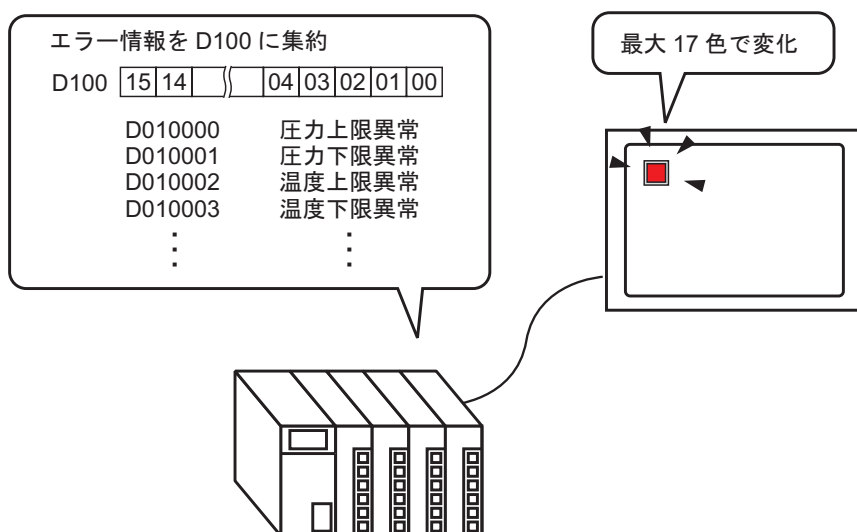 エラー情報を D100 に集約
D100 15 14 04 03 02 01 00
D010000 圧力上限異常
D010001 圧力下限異常
D010002 温度上限異常
D010003 温度下限異常
最大 17 色で変化